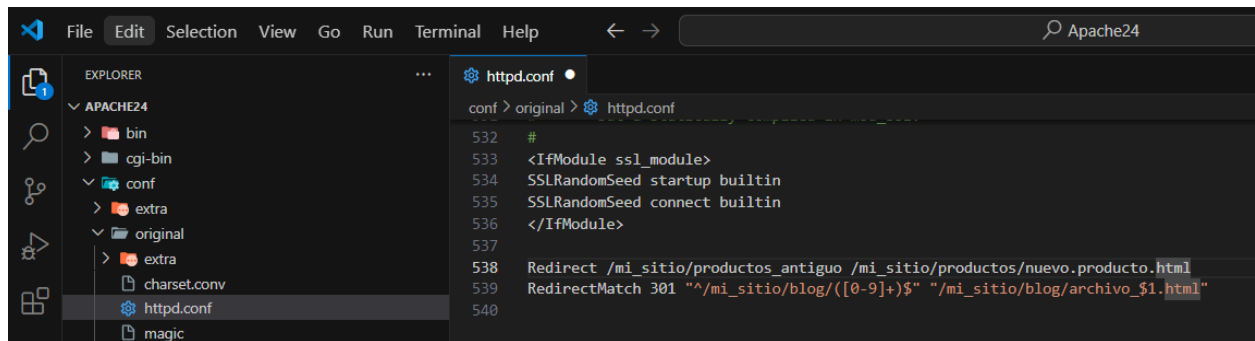 File Edit Selection View Go Run Terminal Help ← → Apache24
1
EXPLORER ...
httpd.conf ●
APACHE24
conf > original > httpd.conf
bin
cgi-bin
conf
extra
original
extra
charset.conv
httpd.conf
magic
532 #
533 <IfModule ssl_module>
534 SSLRandomSeed startup builtin
535 SSLRandomSeed connect builtin
536 </IfModule>
537
538 Redirect /mi_sitio/productos_antiguo /mi_sitio/productos/nuevo.producto.html
539 RedirectMatch 301 "^/mi_sitio/blog/([0-9]+)$" "/mi_sitio/blog/archivo_$1.html"
540